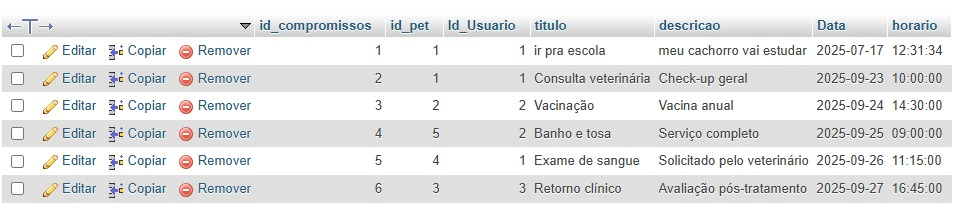 id_compromissos id_pet Id_Usuario titulo descricao Data horario
Editar Copiar Remover 1 1 1 ir pra escola meu cachorro vai estudar 2025-07-17 12:31:34
Editar Copiar Remover 2 1 1 Consulta veterinária Check-up geral 2025-09-23 10:00:00
Editar Copiar Remover 3 2 2 Vacinação Vacina anual 2025-09-24 14:30:00
Editar Copiar Remover 4 5 2 Banho e tosa Serviço completo 2025-09-25 09:00:00
Editar Copiar Remover 5 4 1 Exame de sangue Solicitado pelo veterinário 2025-09-26 11:15:00
Editar Copiar Remover 6 3 3 Retorno clínico Avaliação pós-tratamento 2025-09-27 16:45:00